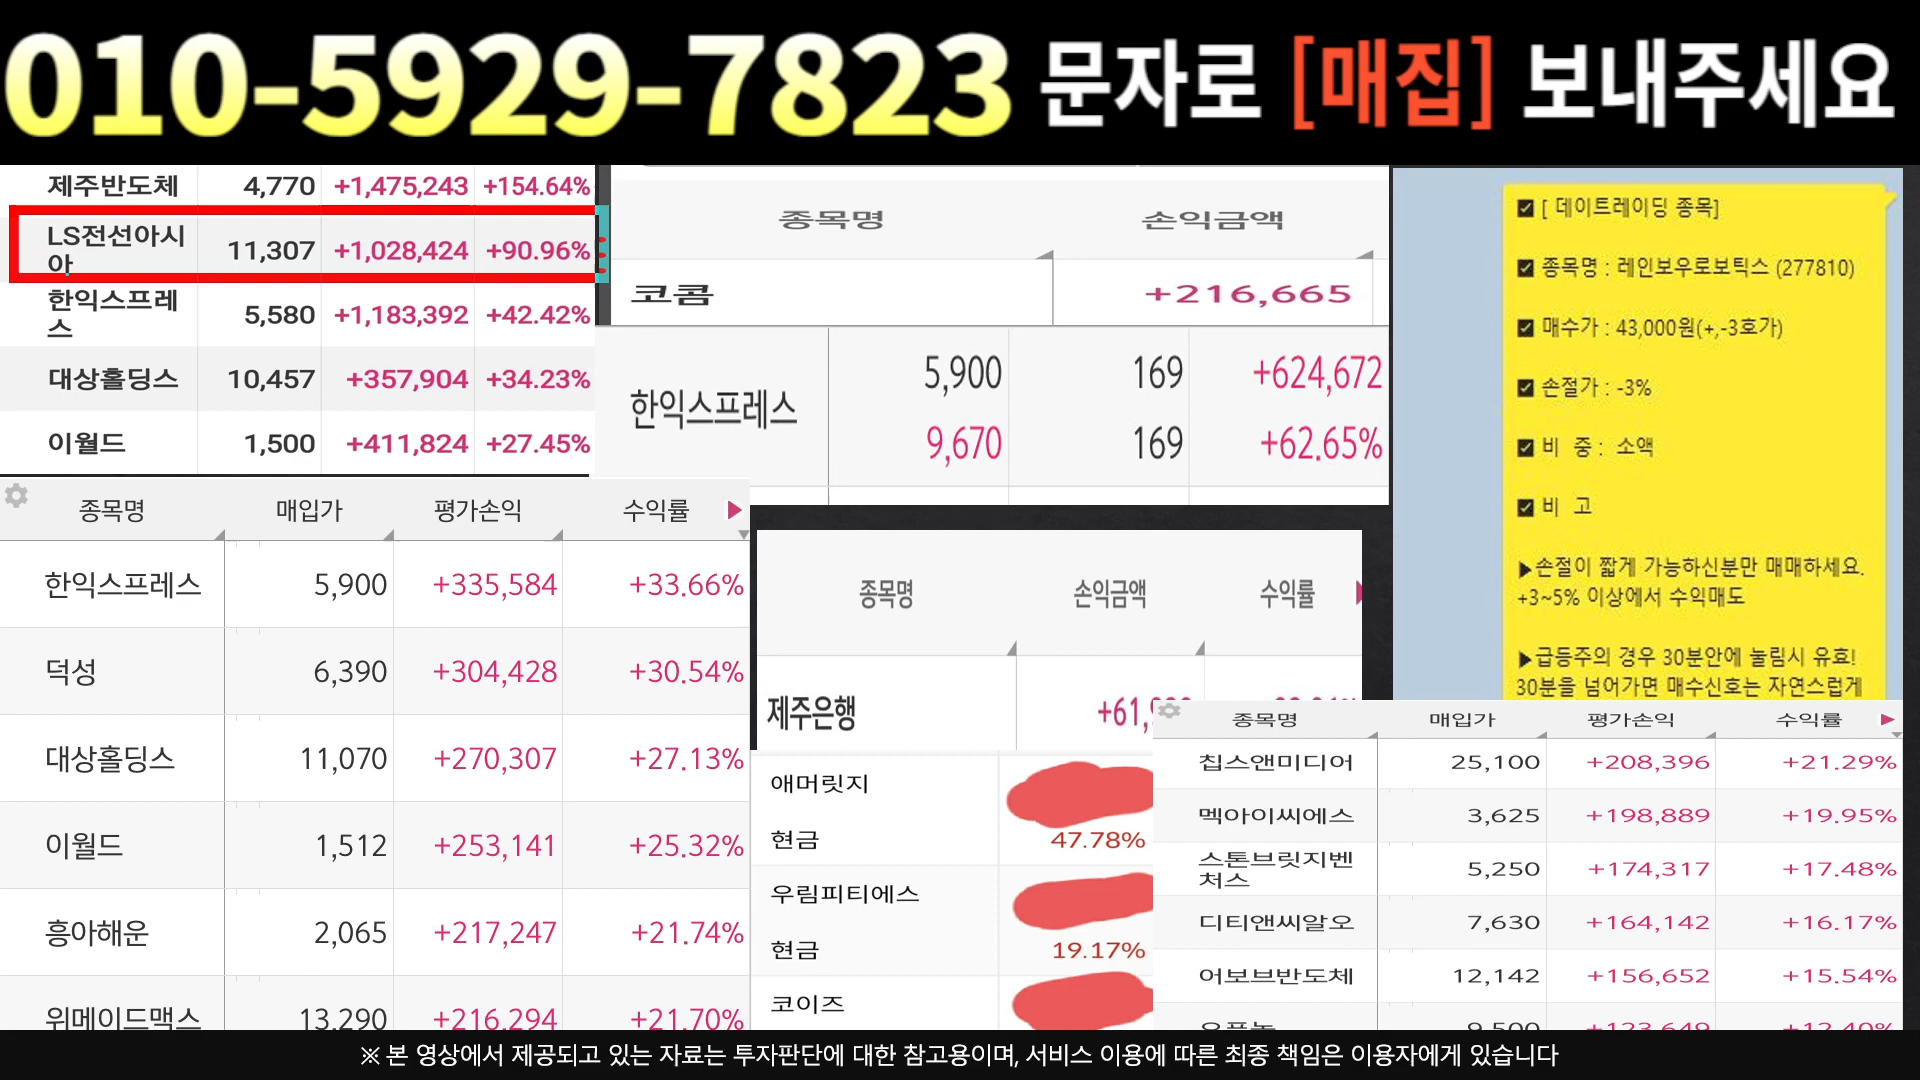 010-5929-7823 문자로 [매집] 보내주세요
제주반도체 4,770 +1,475,243 +154.64%
LS전선아시
아 11,307 +1,028,424 +90.96%
한익스프레
스 5,580 +1,183,392 +42.42%
대상홀딩스 10,457 +357,904 +34.23%
이월드 1,500 +411,824 +27.45%
종목명 손익금액
코콤 +216,665
한익스프레스
5,900 169 +624,672
9,670 169 +62.65%
☑ [ 데이트레이딩 종목]
☑ 종목명 : 레인보우로보틱스 (277810)
☑ 매수가 : 43,000원(+,-3호가)
☑ 손절가 : -3%
☑ 비 중 : 소액
☑ 비 고
▶손절이 짧게 가능하신분만 매매하세요.
+3~5% 이상에서 수익매도
▶급등주의 경우 30분안에 눌림시 유효!
30분을 넘어가면 매수신호는 자연스럽게
종목명 매입가 평가손익 수익률
한익스프레스 5,900 +335,584 +33.66%
덕성 6,390 +304,428 +30.54%
대상홀딩스 11,070 +270,307 +27.13%
이월드 1,512 +253,141 +25.32%
흥아해운 2,065 +217,247 +21.74%
위메이드맥스 13,290 +216,294 +21.70%
종목명 손익금액 수익률
제주은행
애머릿지
현금 47.78%
우림피티에스
현금 19.17%
코이즈
종목명 매입가 평가손익 수익률
칩스앤미디어 25,100 +208,396 +21.29%
멕아이씨에스 3,625 +198,889 +19.95%
스톤브릿지벤
처스 5,250 +174,317 +17.48%
디티앤씨알오 7,630 +164,142 +16.17%
어보브반도체 12,142 +156,652 +15.54%
※ 본 영상에서 제공되고 있는 자료는 투자판단에 대한 참고용이며, 서비스 이용에 따른 최종 책임은 이용자에게 있습니다